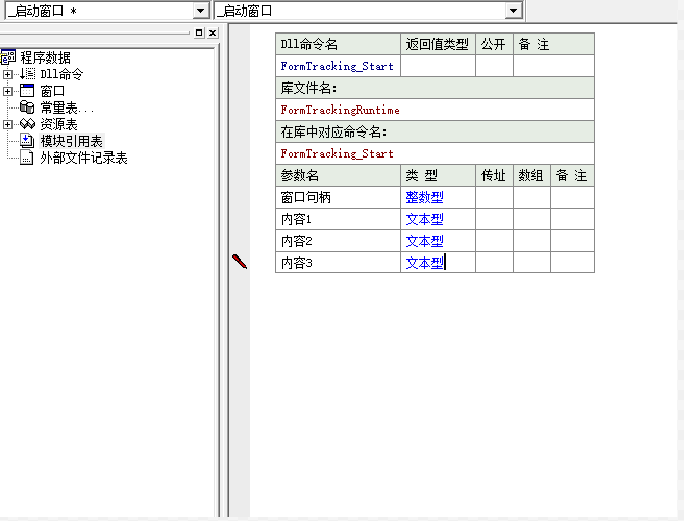 _启动窗口 *
_启动窗口
程序数据
Dll命令
窗口
常量表...
资源表
模块引用表
外部文件记录表
Dll命令名 返回值类型 公开 备 注
FormTracking_Start
库文件名:
FormTrackingRuntime
在库中对应命令名:
FormTracking_Start
参数名 类 型 传址 数组 备 注
窗口句柄 整数型
内容1 文本型
内容2 文本型
内容3 文本型